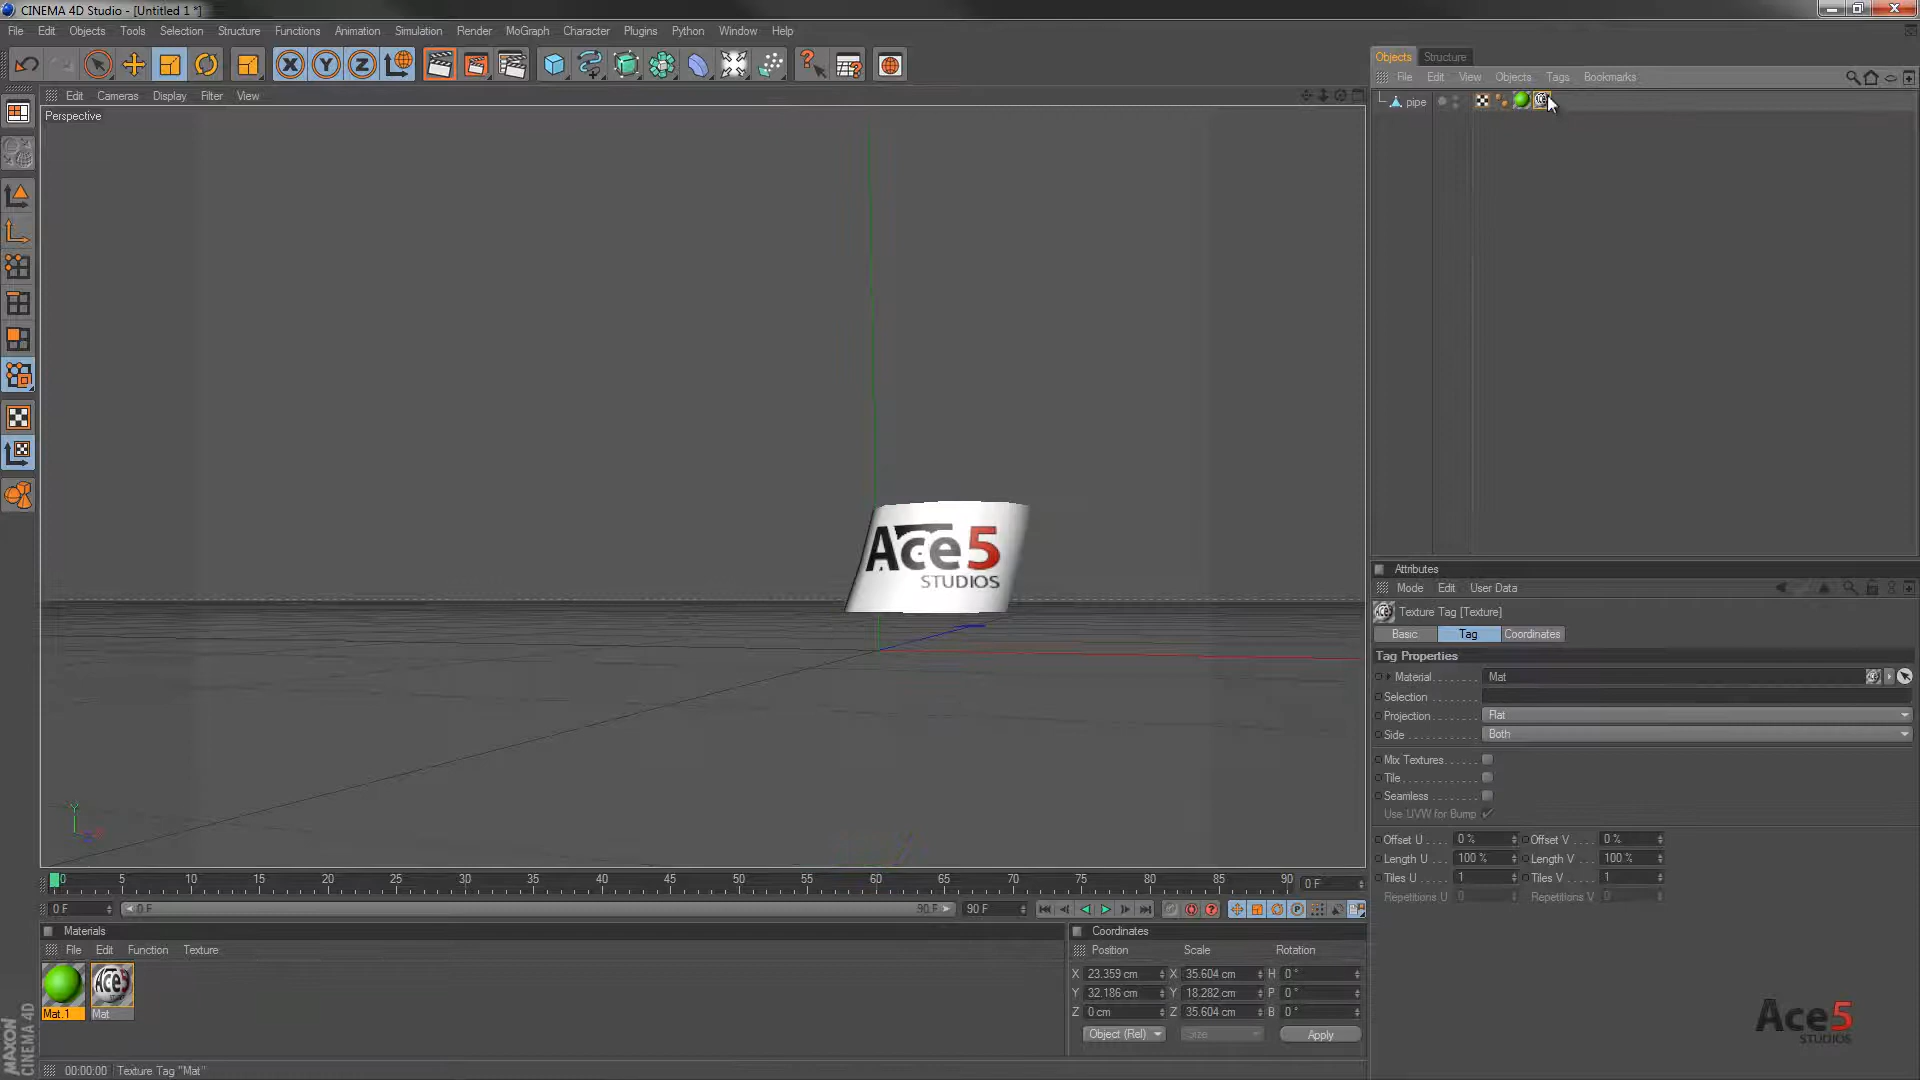 CINEMA 4D Studio - [Untitled 1 *]
File Edit Objects Tools Selection Structure Functions Animation Simulation Render MoGraph Character Plugins Python Window Help
Edit Cameras Display Filter View
Perspective
Ace5
STUDIOS
0 5 10 15 20 25 30 35 40 45 50 55 60 65 70 75 80 85 90 0 F
0 F 0 F 90 F 90 F
Materials
File Edit Function Texture
Mat.1 Mat
MAXON
CINEMA 4D
00:00:00 Texture Tag "Mat"
Coordinates
Position Scale Rotation
X 23.359 cm X 35.604 cm H 0 °
Y 32.186 cm Y 18.282 cm P 0 °
Z 0 cm Z 35.604 cm B 0 °
Object (Rel) Size Apply
Objects Structure
File Edit View Objects Tags Bookmarks
pipe
Attributes
Mode Edit User Data
Texture Tag [Texture]
Basic Tag Coordinates
Tag Properties
Material Mat
Selection
Projection Flat
Side Both
Mix Textures
Tile
Seamless
Use UVW for Bump
Offset U 0 % Offset V 0 %
Length U 100 % Length V 100 %
Tiles U 1 Tiles V 1
Repetitions U 0 Repetitions V 0
Ace5
STUDIOS